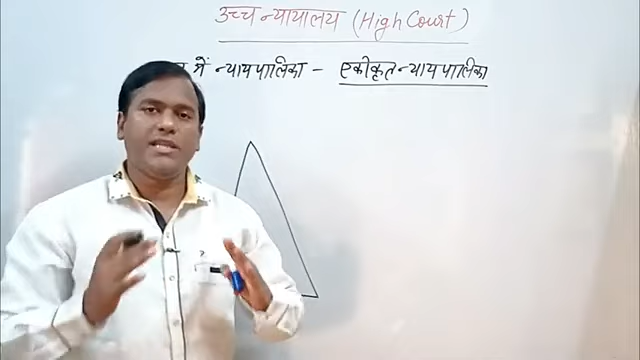 उच्च न्यायालय (High Court)
में न्यायपालिका – एकीकृत न्यायपालिका